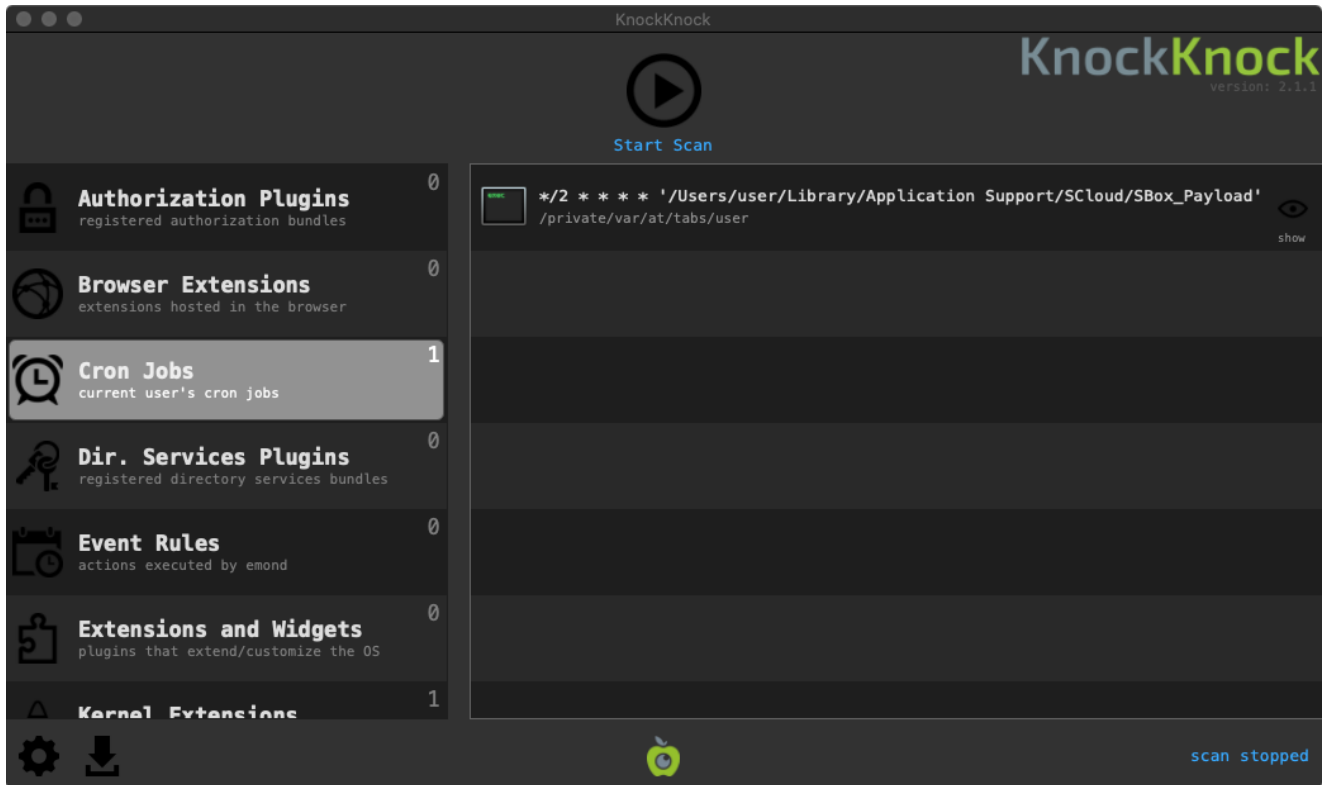 KnockKnock
KnockKnock
version: 2.1.1
Start Scan
Authorization Plugins
0
registered authorization bundles
Browser Extensions
0
extensions hosted in the browser
Cron Jobs
1
current user's cron jobs
Dir. Services Plugins
0
registered directory services bundles
Event Rules
0
actions executed by emond
Extensions and Widgets
0
plugins that extend/customize the OS
Kernel Extensions
1
exec
*/2 * * * * '/Users/user/Library/Application Support/SCloud/SBox_Payload'
/private/var/at/tabs/user
show
scan stopped